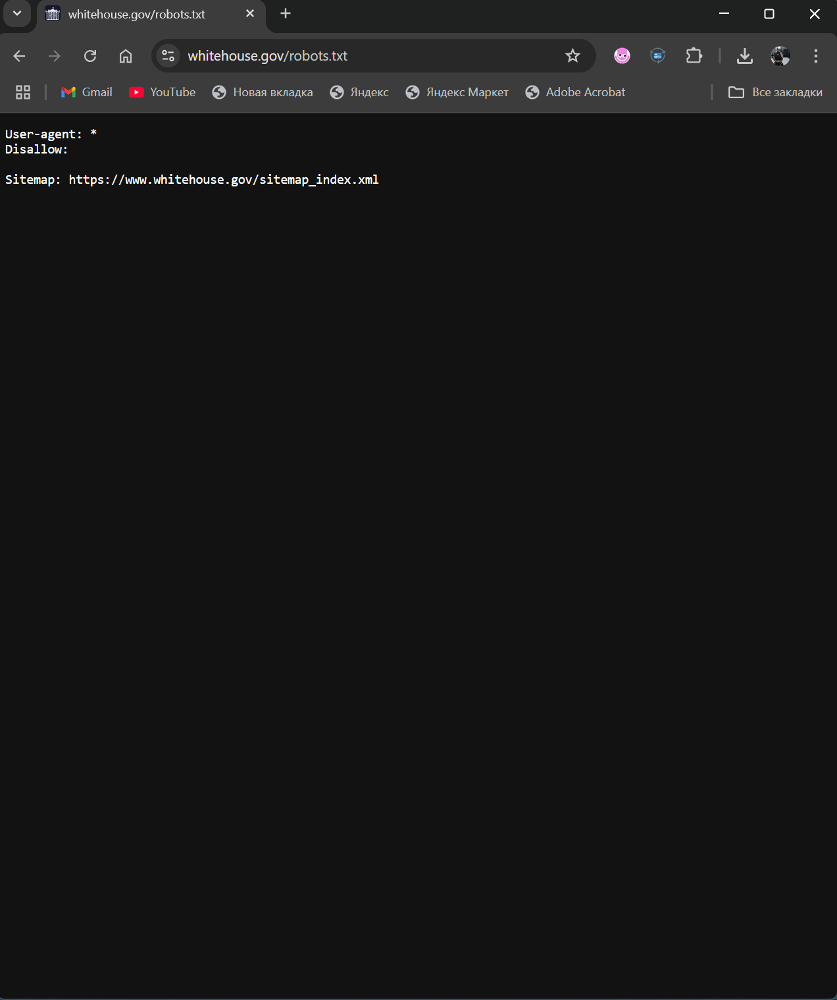 whitehouse.gov/robots.txt
whitehouse.gov/robots.txt
Gmail
YouTube
Новая вкладка
Яндекс
Яндекс Маркет
Adobe Acrobat
Все закладки
User-agent: *
Disallow:
Sitemap: https://www.whitehouse.gov/sitemap_index.xml